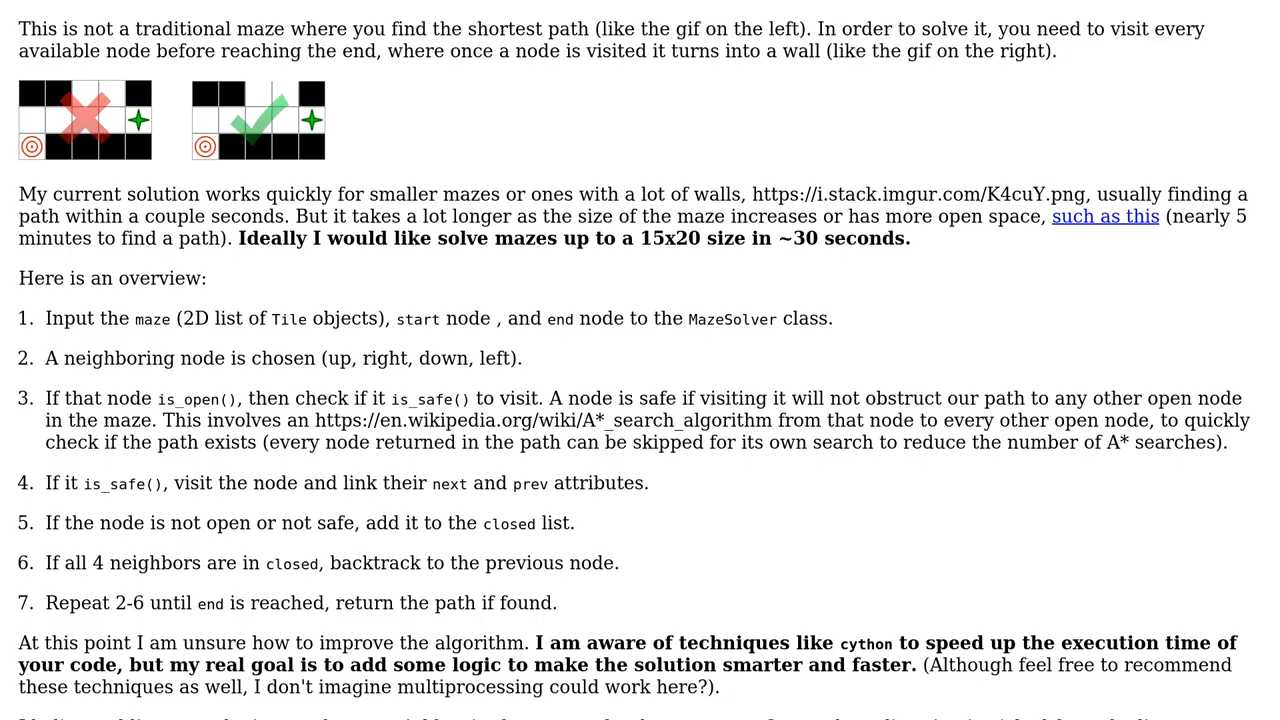 This is not a traditional maze where you find the shortest path (like the gif on the left). In order to solve it, you need to visit every
available node before reaching the end, where once a node is visited it turns into a wall (like the gif on the right).
My current solution works quickly for smaller mazes or ones with a lot of walls, https://i.stack.imgur.com/K4cuY.png, usually finding a
path within a couple seconds. But it takes a lot longer as the size of the maze increases or has more open space, such as this (nearly 5
minutes to find a path). Ideally I would like solve mazes up to a 15x20 size in ~30 seconds.
Here is an overview:
1. Input the maze (2D list of Tile objects), start node , and end node to the MazeSolver class.
2. A neighboring node is chosen (up, right, down, left).
3. If that node is_open(), then check if it is_safe() to visit. A node is safe if visiting it will not obstruct our path to any other open node
in the maze. This involves an https://en.wikipedia.org/wiki/A*_search_algorithm from that node to every other open node, to quickly
check if the path exists (every node returned in the path can be skipped for its own search to reduce the number of A* searches).
4. If it is_safe(), visit the node and link their next and prev attributes.
5. If the node is not open or not safe, add it to the closed list.
6. If all 4 neighbors are in closed, backtrack to the previous node.
7. Repeat 2-6 until end is reached, return the path if found.
At this point I am unsure how to improve the algorithm. I am aware of techniques like cython to speed up the execution time of
your code, but my real goal is to add some logic to make the solution smarter and faster. (Although feel free to recommend
these techniques as well, I don't imagine multiprocessing could work here?).